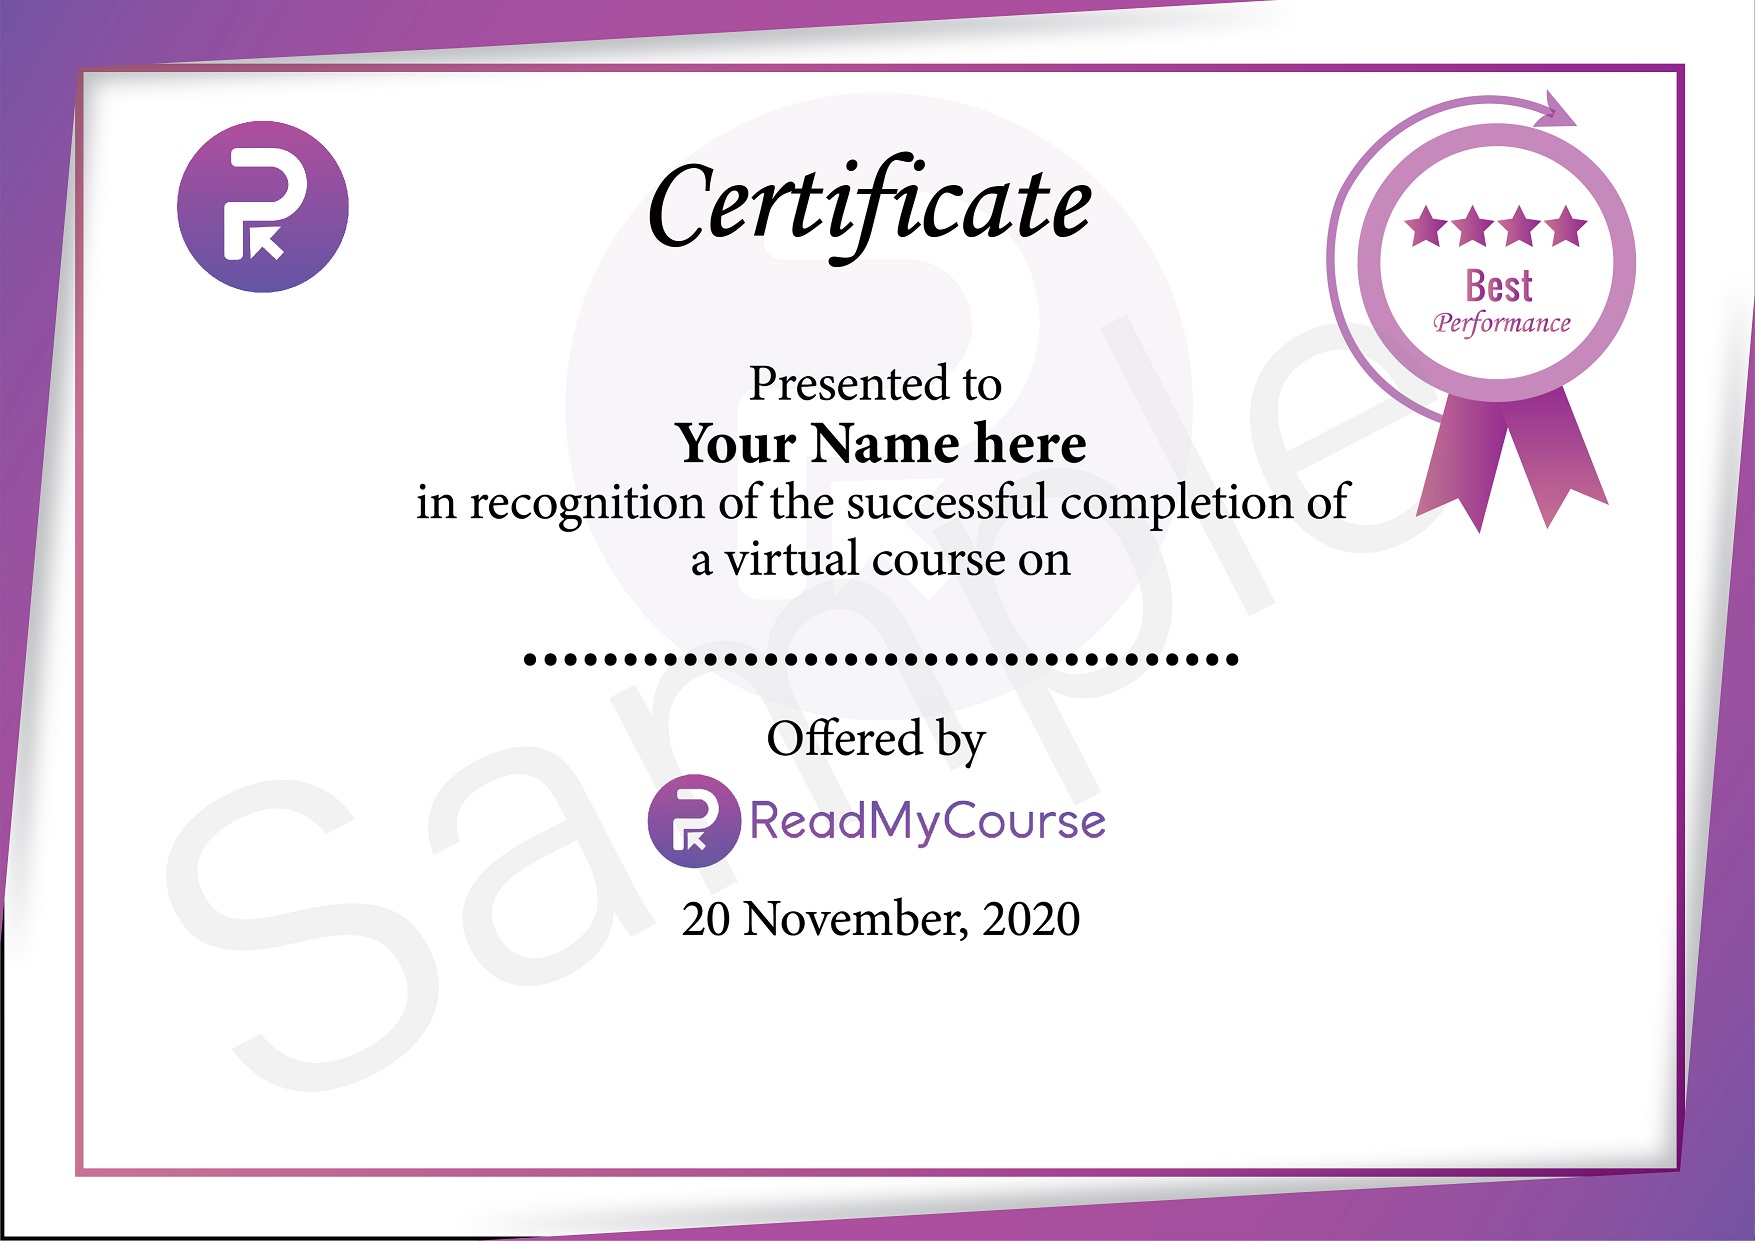 Certificate
Best
Performance
Presented to
Your Name here
in recognition of the successful completion of
a virtual course on
....................................
Offered by
ReadMyCourse
20 November, 2020
Sample